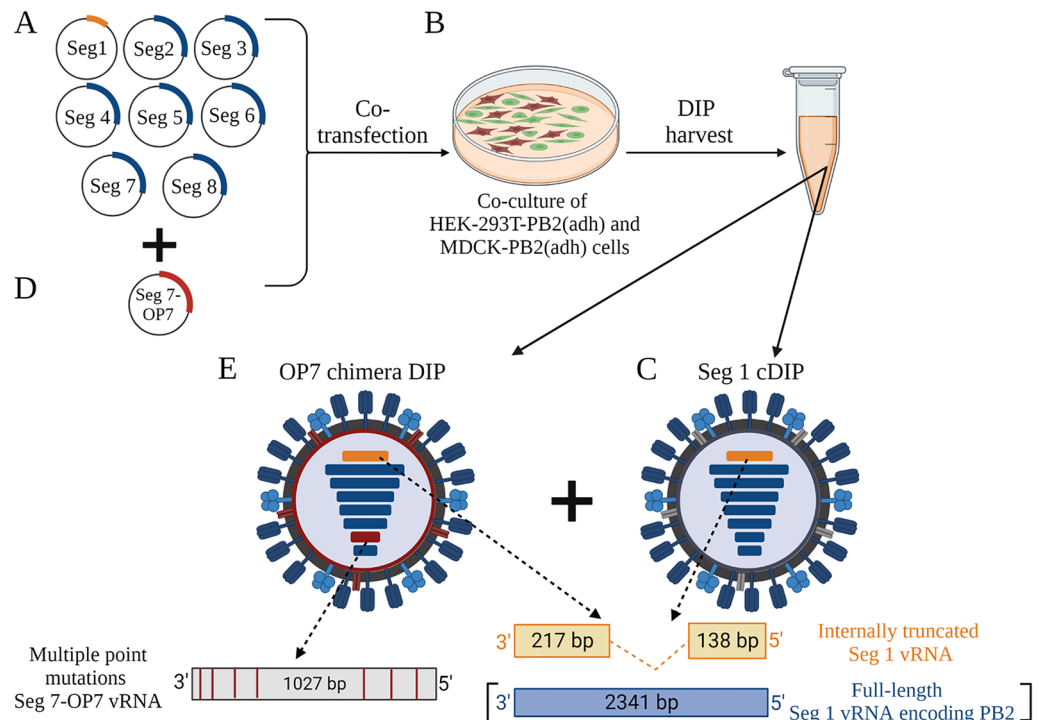 A
Seg1
Seg2
Seg 3
Seg 4
Seg 5
Seg 6
Seg 7
Seg 8
+
D
Seg 7-
OP7
Co-
transfection
B
Co-culture of
HEK-293T-PB2(adh) and
MDCK-PB2(adh) cells
DIP
harvest
E
OP7 chimera DIP
+
C
Seg 1 cDIP
Multiple point
mutations
Seg 7-OP7 vRNA
3'
1027 bp
5'
3'
217 bp
138 bp
5'
Internally truncated
Seg 1 vRNA
[3'
2341 bp
5'
Full-length
Seg 1 vRNA encoding PB2]